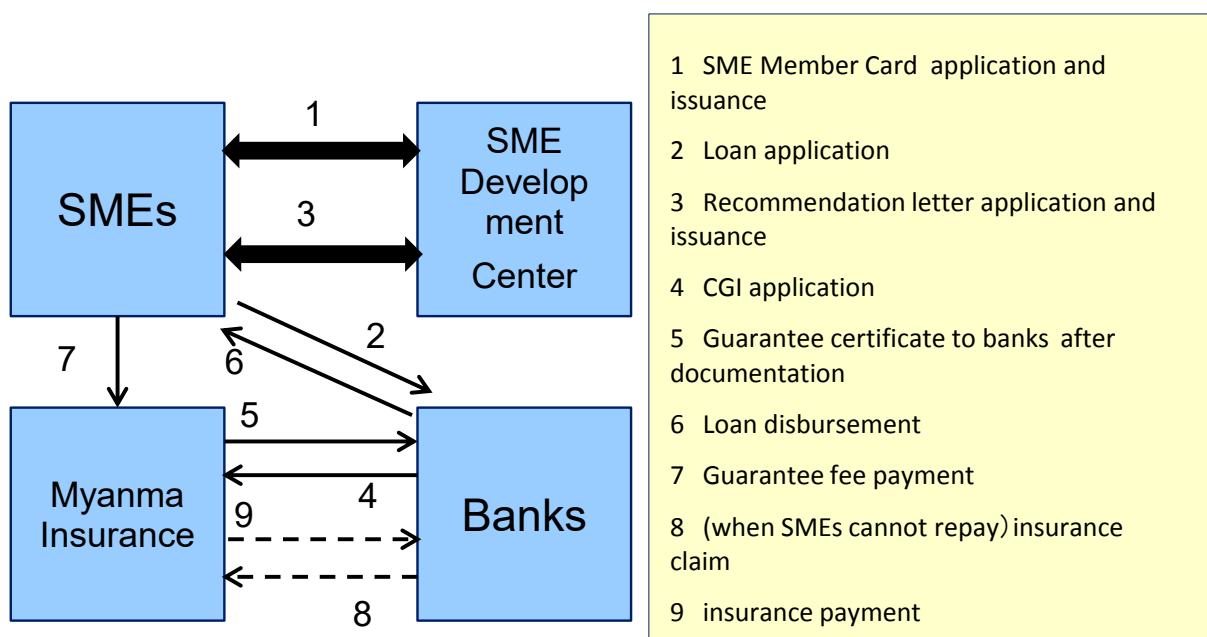 1
SMEs
3
SME
Develop
ment
Center
2
6
7
5
4
9
8
Myanma
Insurance
Banks
1 SME Member Card application and
issuance
2 Loan application
3 Recommendation letter application and
issuance
4 CGI application
5 Guarantee certificate to banks after
documentation
6 Loan disbursement
7 Guarantee fee payment
8 (when SMEs cannot repay）insurance
claim
9 insurance payment